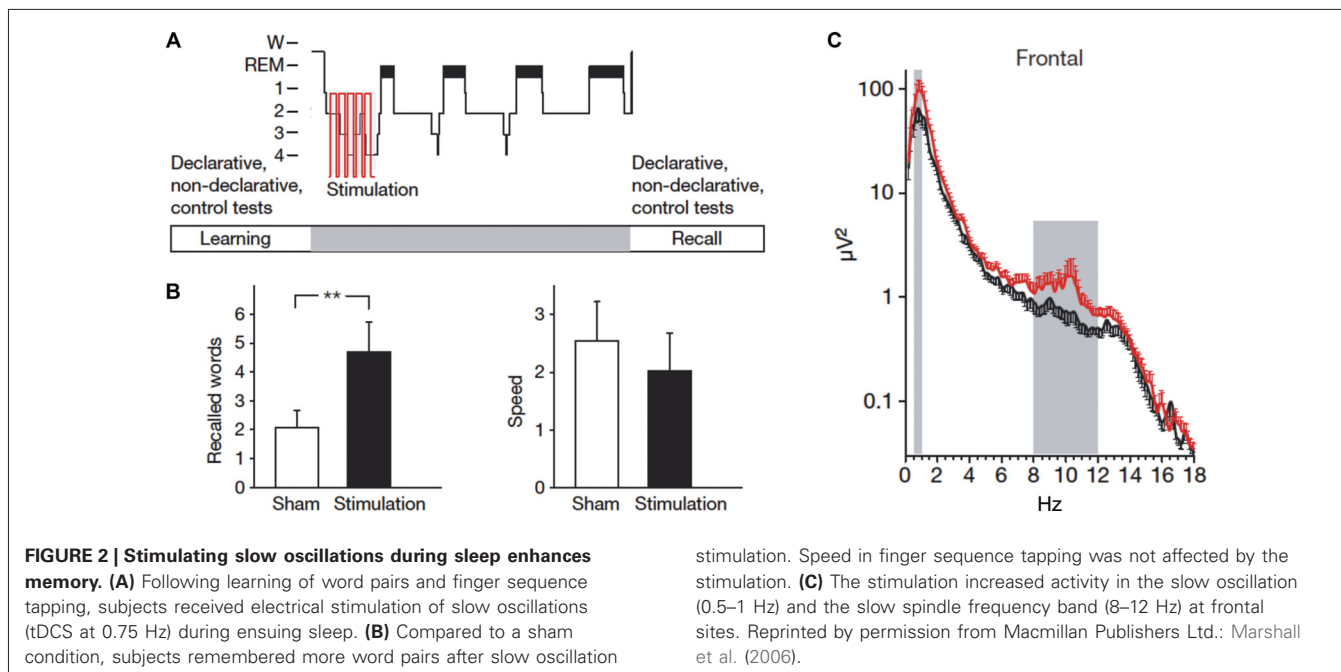 A
W
REM
1
2
3
4
Declarative,
non-declarative,
control tests
Stimulation
Declarative,
non-declarative,
control tests
Learning
Recall
B
**
6
5
4
3
2
1
0
Recalled words
Sham
Stimulation
3
2
1
0
Speed
Sham
Stimulation
C
Frontal
100
10
1
0.1
µV²
0 2 4 6 8 10 12 14 16 18
Hz
FIGURE 2 | Stimulating slow oscillations during sleep enhances
memory. (A) Following learning of word pairs and finger sequence
tapping, subjects received electrical stimulation of slow oscillations
(tDCS at 0.75 Hz) during ensuing sleep. (B) Compared to a sham
condition, subjects remembered more word pairs after slow oscillation
stimulation. Speed in finger sequence tapping was not affected by the
stimulation. (C) The stimulation increased activity in the slow oscillation
(0.5–1 Hz) and the slow spindle frequency band (8–12 Hz) at frontal
sites. Reprinted by permission from Macmillan Publishers Ltd.: Marshall
et al. (2006).